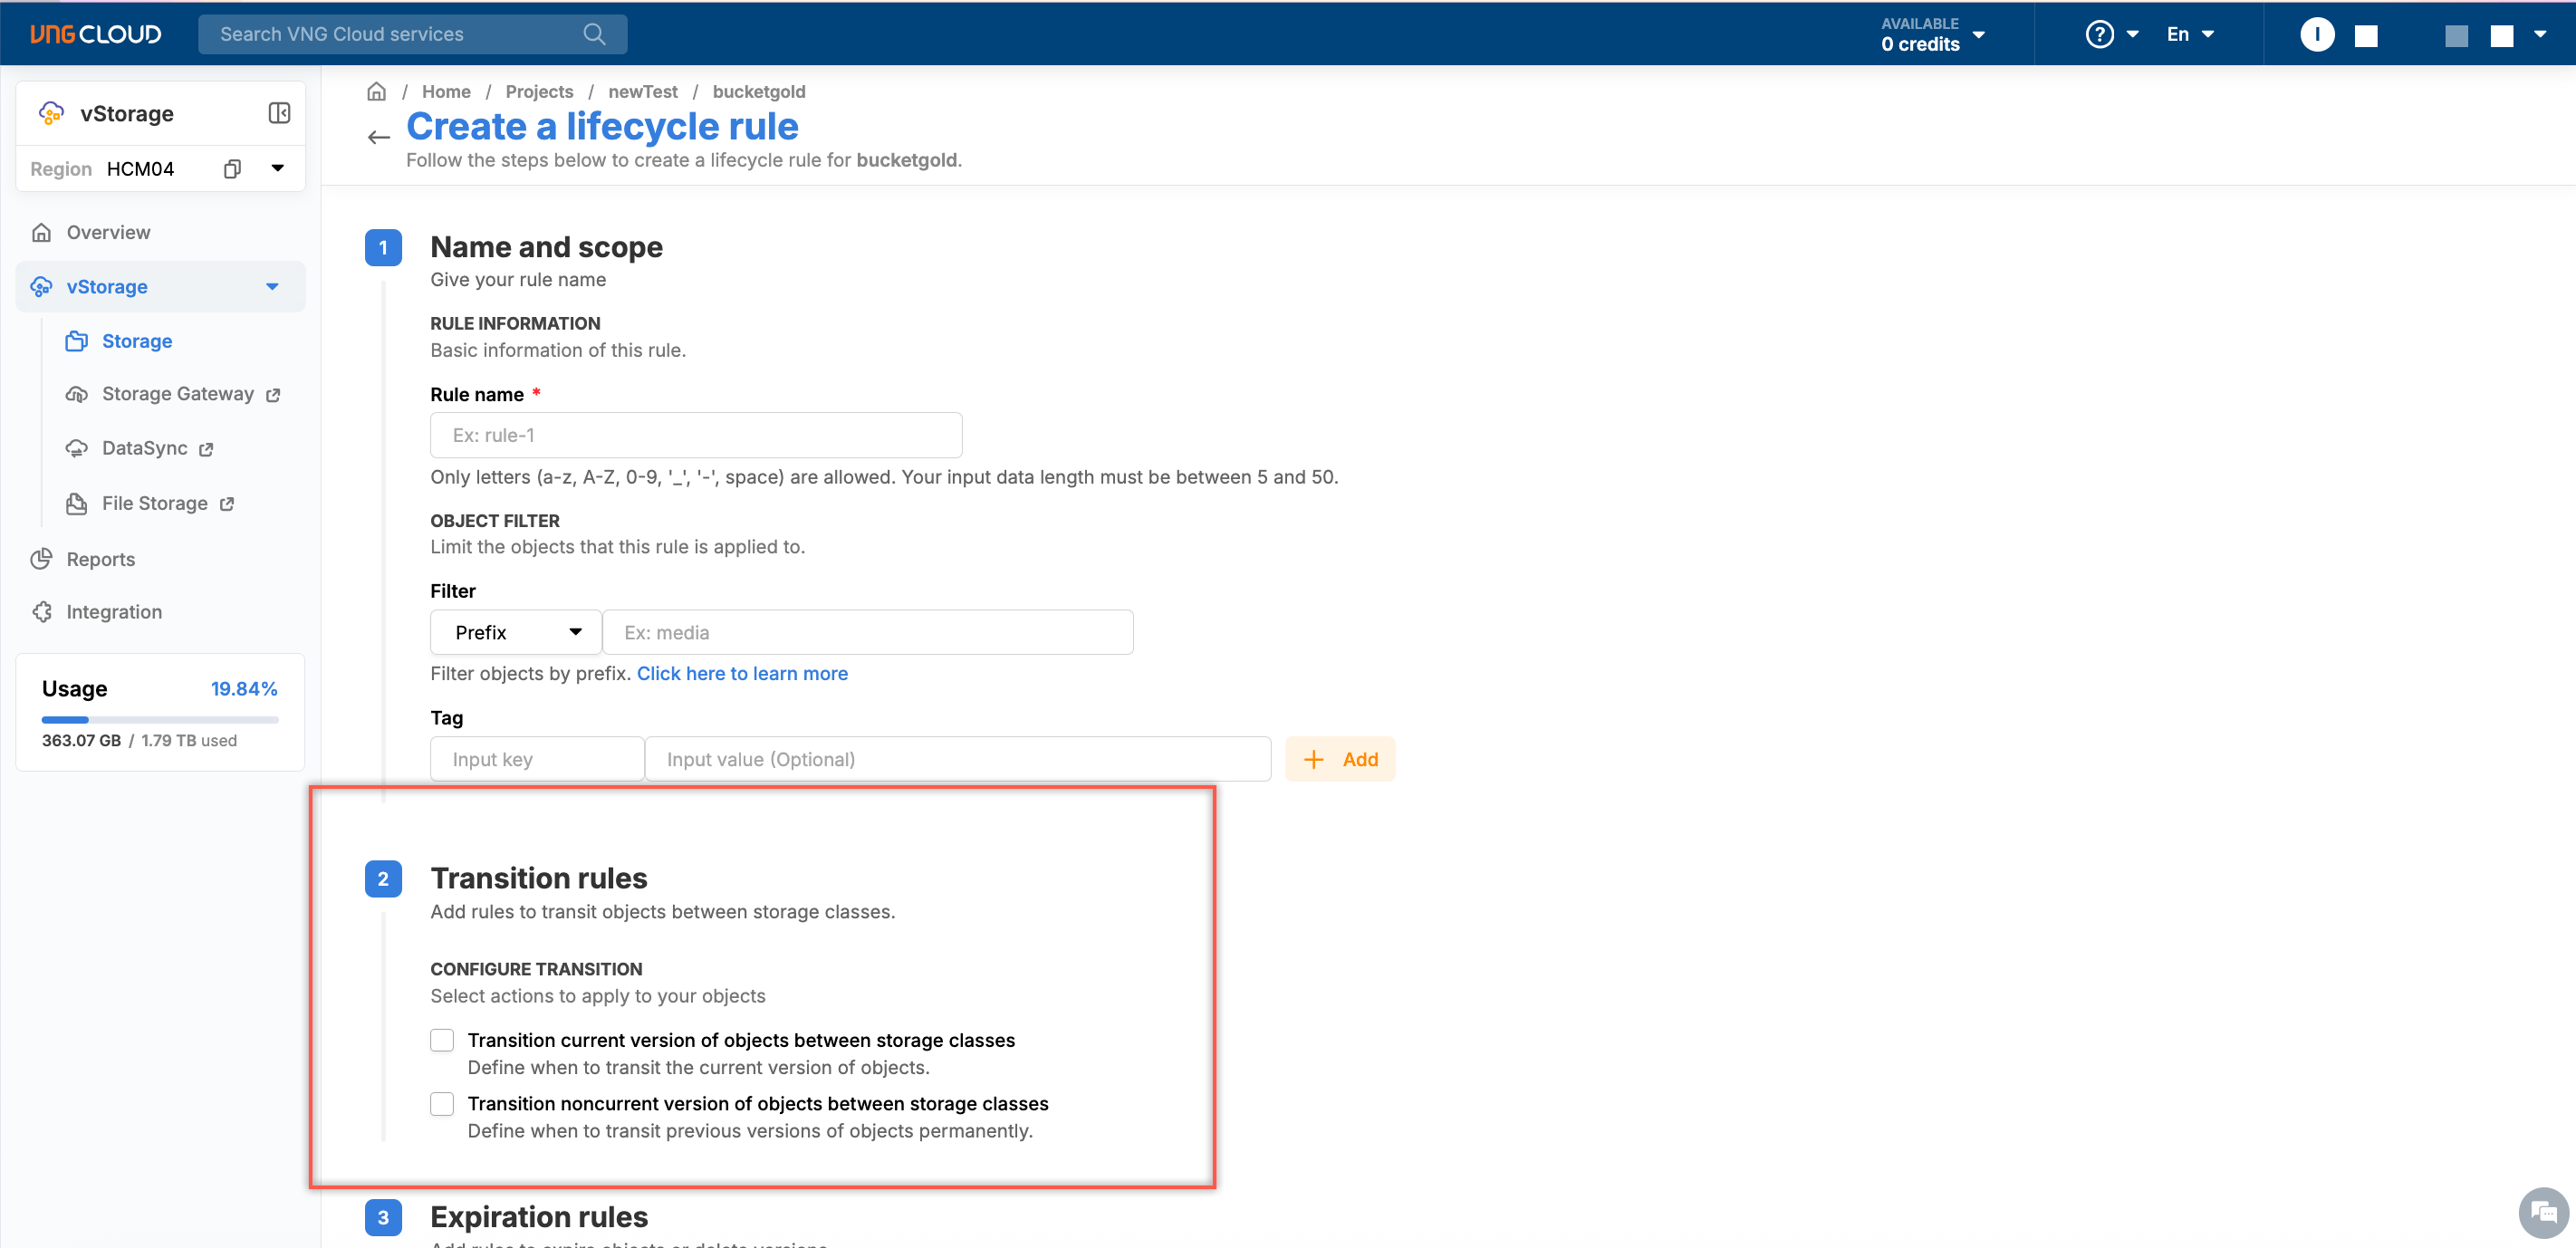 VNG CLOUD
Search VNG Cloud services
AVAILABLE
0 credits
?
En
I
vStorage
Region HCM04
Overview
vStorage
Storage
Storage Gateway
DataSync
File Storage
Reports
Integration
Usage 19.84%
363.07 GB / 1.79 TB used
/ Home / Projects / newTest / bucketgold
Create a lifecycle rule
Follow the steps below to create a lifecycle rule for bucketgold.
1 Name and scope
Give your rule name
RULE INFORMATION
Basic information of this rule.
Rule name *
Ex: rule-1
Only letters (a-z, A-Z, 0-9, '_', '-', space) are allowed. Your input data length must be between 5 and 50.
OBJECT FILTER
Limit the objects that this rule is applied to.
Filter
Prefix Ex: media
Filter objects by prefix. Click here to learn more
Tag
Input key Input value (Optional) + Add
2 Transition rules
Add rules to transit objects between storage classes.
CONFIGURE TRANSITION
Select actions to apply to your objects
Transition current version of objects between storage classes
Define when to transit the current version of objects.
Transition noncurrent version of objects between storage classes
Define when to transit previous versions of objects permanently.
3 Expiration rules
Add rules to expire objects or delete versions